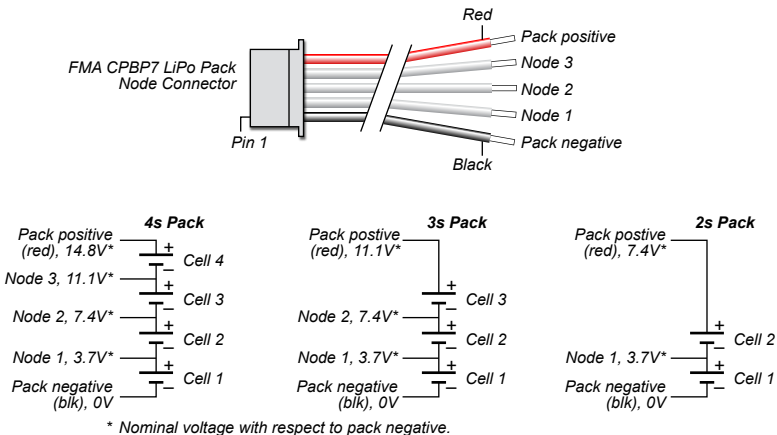 Red
Pack positive
FMA CPBP7 LiPo Pack
Node Connector
Node 3
Node 2
Node 1
Pin 1
Pack negative
Black
4s Pack
Pack postive
(red), 14.8V*
+
Cell 4
–
Node 3, 11.1V*
+
Cell 3
–
Node 2, 7.4V*
+
Cell 2
–
Node 1, 3.7V*
+
Cell 1
–
Pack negative
(blk), 0V
3s Pack
Pack postive
(red), 11.1V*
+
Cell 3
–
Node 2, 7.4V*
+
Cell 2
–
Node 1, 3.7V*
+
Cell 1
–
Pack negative
(blk), 0V
2s Pack
Pack postive
(red), 7.4V*
+
Cell 2
–
Node 1, 3.7V*
+
Cell 1
–
Pack negative
(blk), 0V
* Nominal voltage with respect to pack negative.